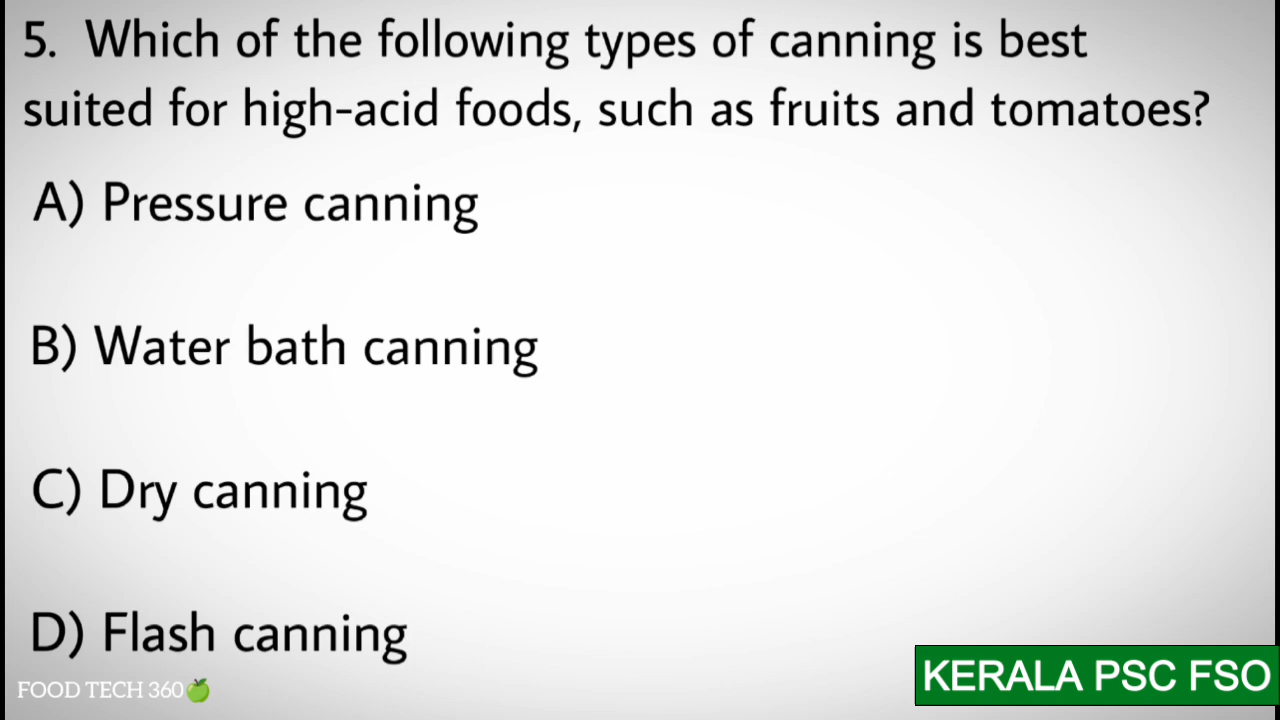 5. Which of the following types of canning is best
suited for high-acid foods, such as fruits and tomatoes?
A) Pressure canning
B) Water bath canning
C) Dry canning
D) Flash canning
FOOD TECH 360🍏
KERALA PSC FSO